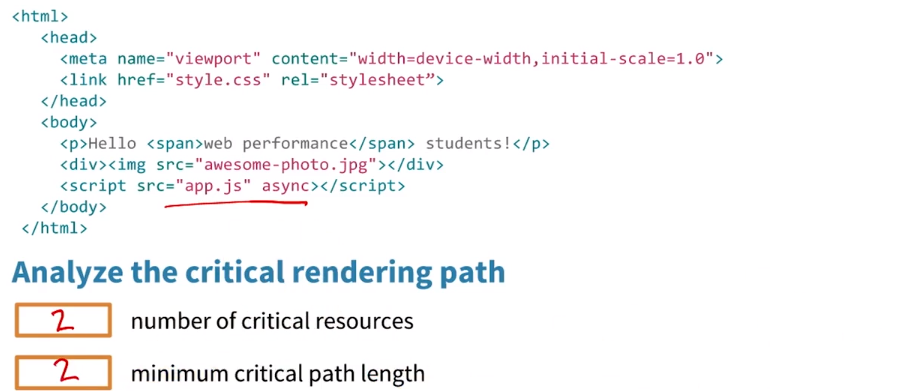 <html>
<head>
<meta name="viewport" content="width=device-width,initial-scale=1.0">
<link href="style.css" rel="stylesheet”>
</head>
<body>
<p>Hello <span>web performance</span> students!</p>
<div><img src="awesome-photo.jpg"></div>
<script src="app.js" async></script>
</body>
</html>
Analyze the critical rendering path
2 number of critical resources
2 minimum critical path length